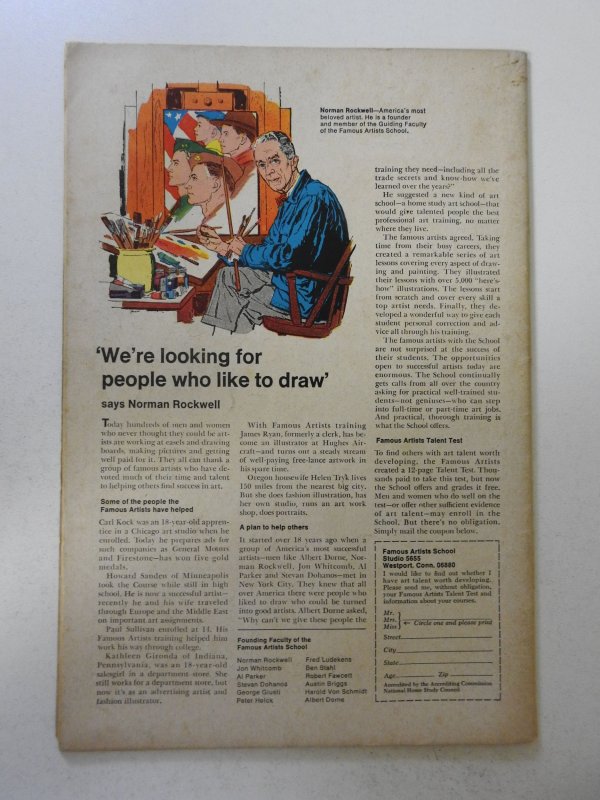 Norman Rockwell—America's most
beloved artist. He is a founder
and member of the Guiding Faculty
of the Famous Artists School.
'We're looking for
people who like to draw'
says Norman Rockwell
Today hundreds of men and women
who never thought they could be art-
ists are working at easels and drawing
boards, making pictures and getting
well paid for it. They all can thank a
group of famous artists who have de-
voted much of their time and talent
to helping others find success in art.
Some of the people the
Famous Artists have helped
Carl Kock was an 18-year-old appren-
tice in a Chicago art studio when he
enrolled. Today he prepares ads for
such companies as General Motors
and Firestone—has won five gold
medals.
Howard Sanden of Minneapolis
took the Course while still in high
school. He is now a successful artist—
recently he and his wife traveled
through Europe and the Middle East
on important art assignments.
Paul Sullivan enrolled at 14. His
Famous Artists training helped him
work his way through college.
Kathleen Gironda of Indiana,
Pennsylvania, was an 18-year-old
salesgirl in a department store. She
still works for a department store, but
now it's as an advertising artist and
fashion illustrator.
With Famous Artists training
James Ryan, formerly a clerk, has be-
come an illustrator at Hughes Air-
craft—and turns out a steady stream
of well-paying free-lance artwork in
his spare time.
Oregon housewife Helen Tryk lives
150 miles from the nearest big city.
But she does fashion illustration, has
her own studio, runs an art work
shop, does portraits.
A plan to help others
It started over 18 years ago when a
group of America's most successful
artists—men like Albert Dorne, Nor-
man Rockwell, Jon Whitcomb, Al
Parker and Stevan Dohanos—met in
New York City. They knew that all
over America there were people who
liked to draw who could be turned
into good artists. Albert Dorne asked,
"Why can't we give these people the
Founding Faculty of the
Famous Artists School
Norman Rockwell
Jon Whitcomb
Al Parker
Stevan Dohanos
George Giusti
Peter Helck
Fred Ludekens
Ben Stahl
Robert Fawcett
Austin Briggs
Harold Von Schmidt
Albert Dorne
training they need—including all the
trade secrets and know-how we've
learned over the years?"
He suggested a new kind of art
school—a home study art school—that
would give talented people the best
professional art training, no matter
where they live.
The famous artists agreed. Taking
time from their busy careers, they
created a remarkable series of art
lessons covering every aspect of draw-
ing and painting. They illustrated
their lessons with over 5,000 "here's-
how" illustrations. The lessons start
from scratch and cover every skill a
top artist needs. Finally, they de-
veloped a wonderful way to give each
student personal correction and ad-
vice all through his training.
The famous artists with the School
are not surprised at the success of
their students. The opportunities
open to successful artists today are
enormous. The School continually
gets calls from all over the country
asking for practical well-trained stu-
dents—not geniuses—who can step
into full-time or part-time art jobs.
And practical, thorough training is
what the School offers.
Famous Artists Talent Test
To find others with art talent worth
developing, the Famous Artists
created a 12-page Talent Test. Thou-
sands paid to take this test, but now
the School offers and grades it free.
Men and women who do well on the
test—or offer other sufficient evidence
of art talent—may enroll in the
School. But there's no obligation.
Simply mail the coupon below.
Famous Artists School
Studio 5655
Westport, Conn. 06880
I would like to find out whether I
have art talent worth developing.
Please send me, without obligation,
your Famous Artists Talent Test and
information about your courses.
Mr.
Mrs.
Miss
Circle one and please print
Street
City
State
Age Zip
Accredited by the Accrediting Commission
National Home Study Council